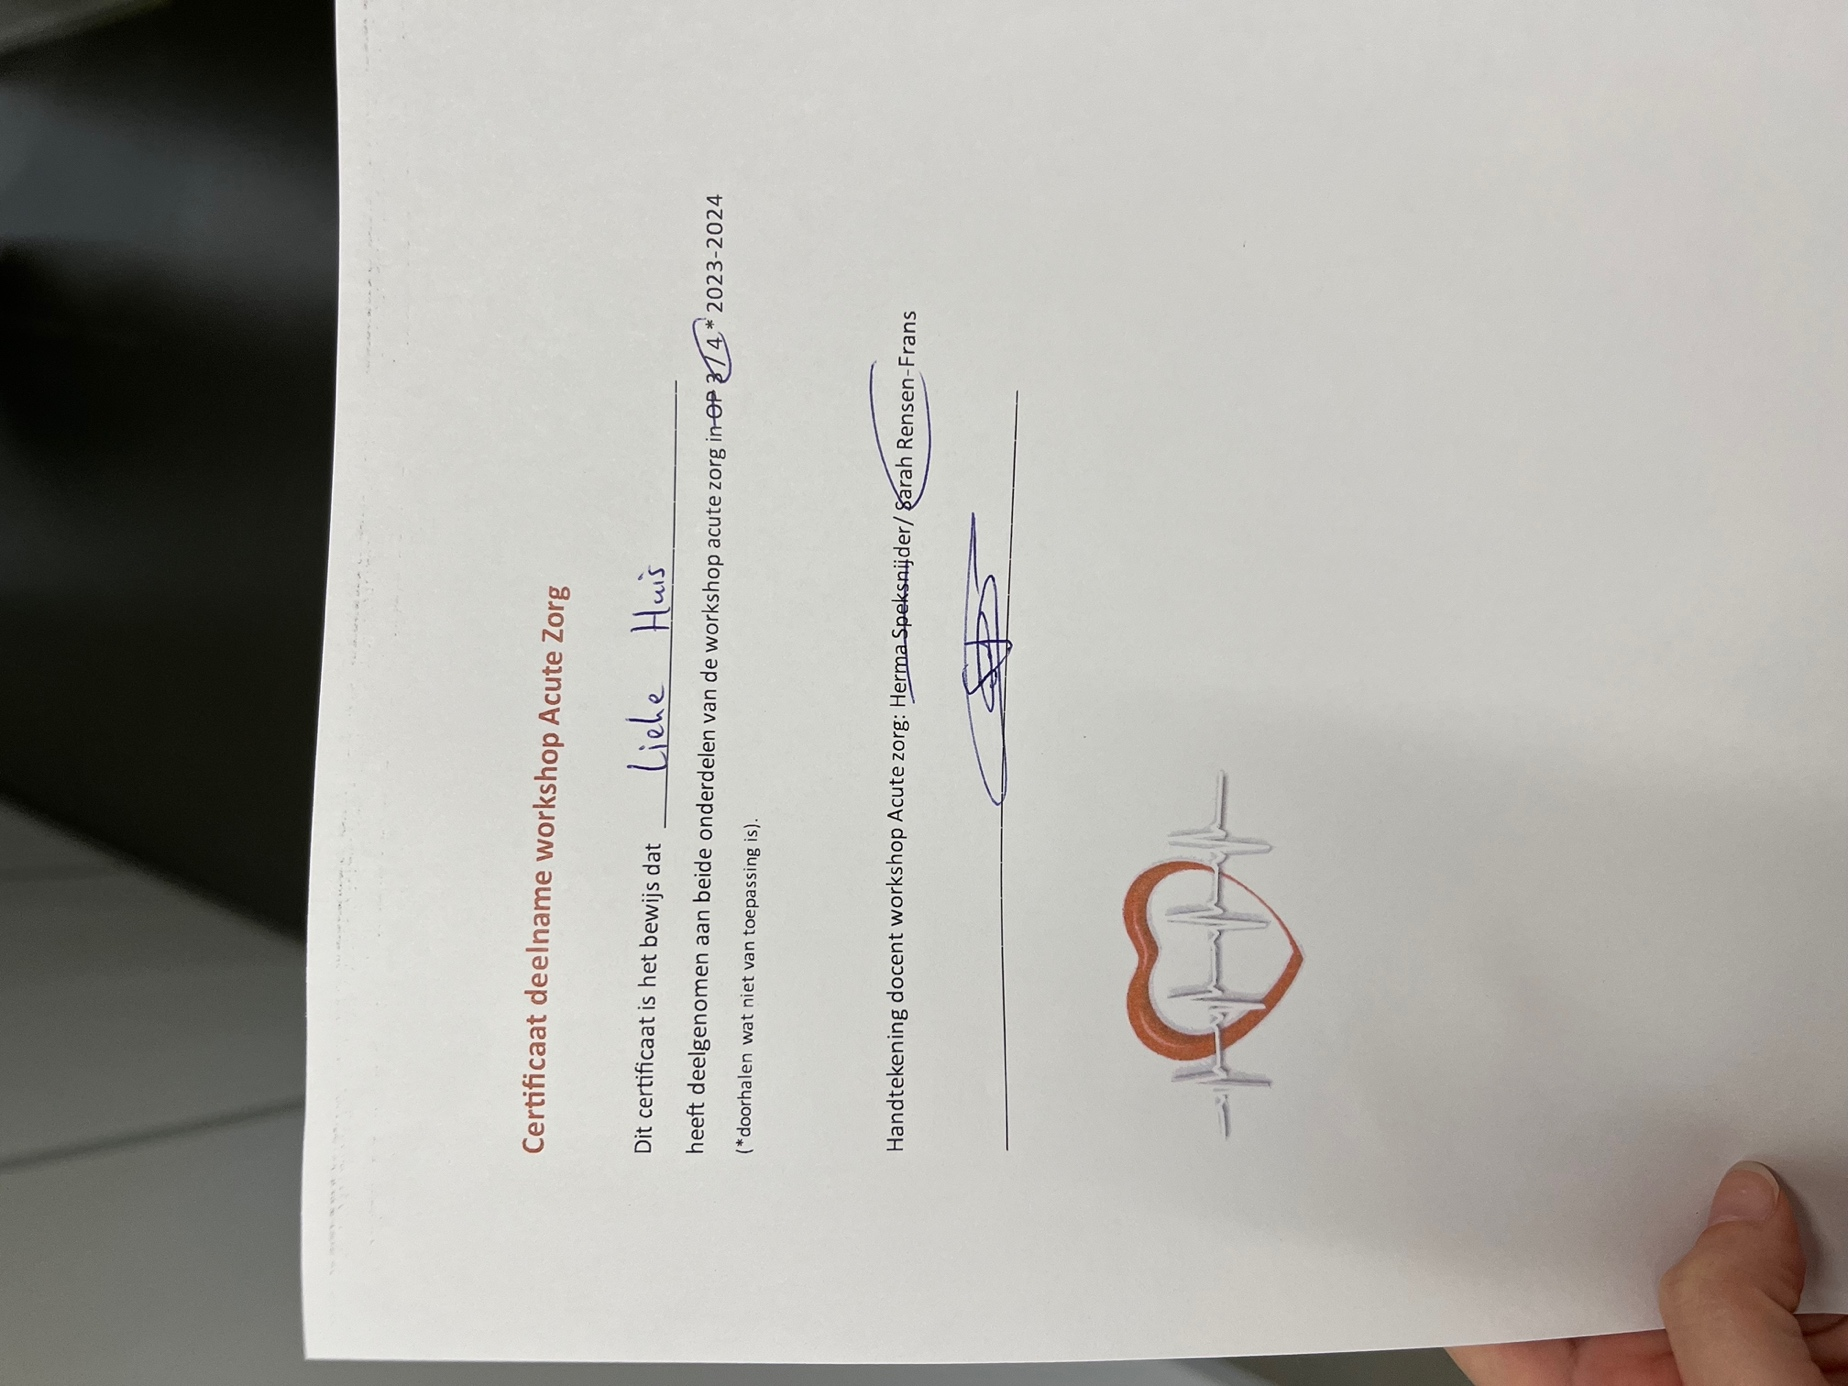 Certificaat deelname workshop Acute Zorg
Dit certificaat is het bewijs dat Lieke Huis
heeft deelgenomen aan beide onderdelen van de workshop acute zorg in OP 3/4* 2023-2024
(*doorhalen wat niet van toepassing is).
Handtekening docent workshop Acute zorg: Herma Speksnijder/ Sarah Rensen-Frans